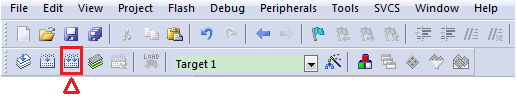 File Edit View Project Flash Debug Peripherals Tools SVCS Window Help
LOAD
Target 1